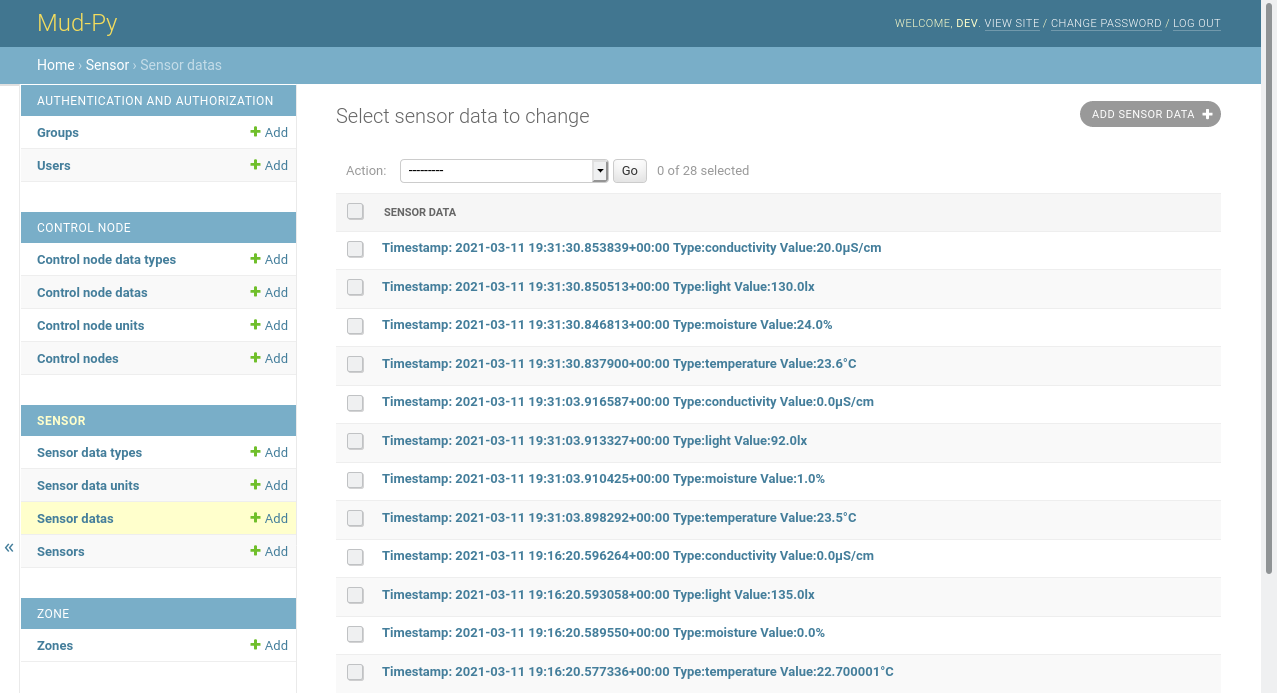 Mud-Py
WELCOME, DEV. VIEW SITE / CHANGE PASSWORD / LOG OUT
Home › Sensor › Sensor datas
AUTHENTICATION AND AUTHORIZATION
Groups + Add
Users + Add
CONTROL NODE
Control node data types + Add
Control node datas + Add
Control node units + Add
Control nodes + Add
SENSOR
Sensor data types + Add
Sensor data units + Add
Sensor datas + Add
Sensors + Add
ZONE
Zones + Add
«
Select sensor data to change
ADD SENSOR DATA +
Action: --------- Go 0 of 28 selected
SENSOR DATA
Timestamp: 2021-03-11 19:31:30.853839+00:00 Type:conductivity Value:20.0µS/cm
Timestamp: 2021-03-11 19:31:30.850513+00:00 Type:light Value:130.0lx
Timestamp: 2021-03-11 19:31:30.846813+00:00 Type:moisture Value:24.0%
Timestamp: 2021-03-11 19:31:30.837900+00:00 Type:temperature Value:23.6°C
Timestamp: 2021-03-11 19:31:03.916587+00:00 Type:conductivity Value:0.0µS/cm
Timestamp: 2021-03-11 19:31:03.913327+00:00 Type:light Value:92.0lx
Timestamp: 2021-03-11 19:31:03.910425+00:00 Type:moisture Value:1.0%
Timestamp: 2021-03-11 19:31:03.898292+00:00 Type:temperature Value:23.5°C
Timestamp: 2021-03-11 19:16:20.596264+00:00 Type:conductivity Value:0.0µS/cm
Timestamp: 2021-03-11 19:16:20.593058+00:00 Type:light Value:135.0lx
Timestamp: 2021-03-11 19:16:20.589550+00:00 Type:moisture Value:0.0%
Timestamp: 2021-03-11 19:16:20.577336+00:00 Type:temperature Value:22.700001°C